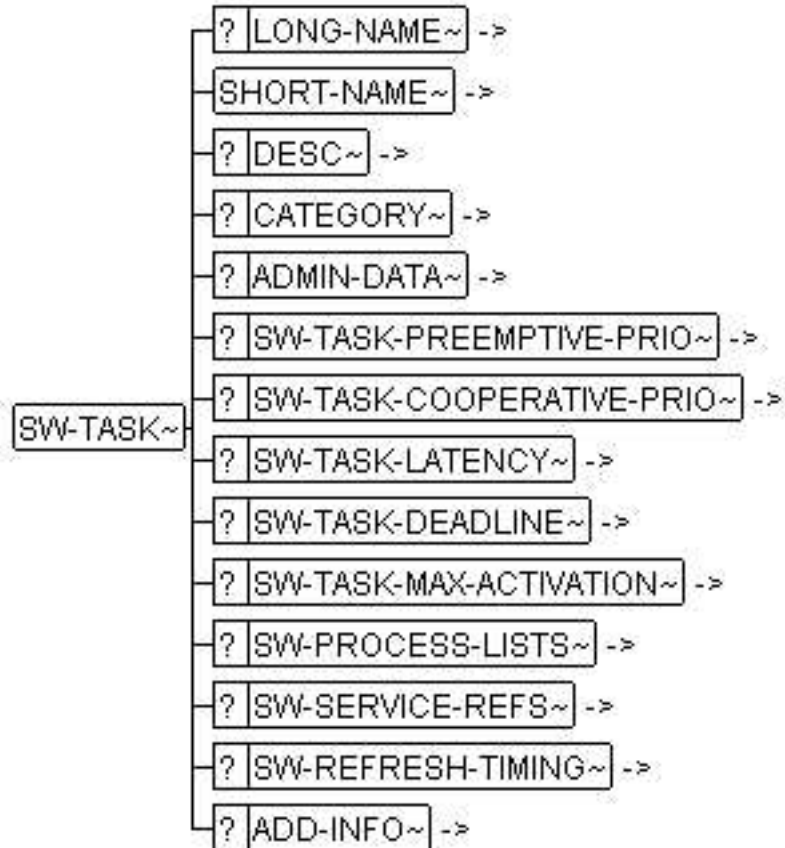 ? LONG-NAME~ ->
SHORT-NAME~ ->
? DESC~ ->
? CATEGORY~ ->
? ADMIN-DATA~ ->
? SW-TASK-PREEMPTIVE-PRIO~ ->
? SW-TASK-COOPERATIVE-PRIO~ ->
SW-TASK~
? SW-TASK-LATENCY~ ->
? SW-TASK-DEADLINE~ ->
? SW-TASK-MAX-ACTIVATION~ ->
? SW-PROCESS-LISTS~ ->
? SW-SERVICE-REFS~ ->
? SW-REFRESH-TIMING~ ->
? ADD-INFO~ ->